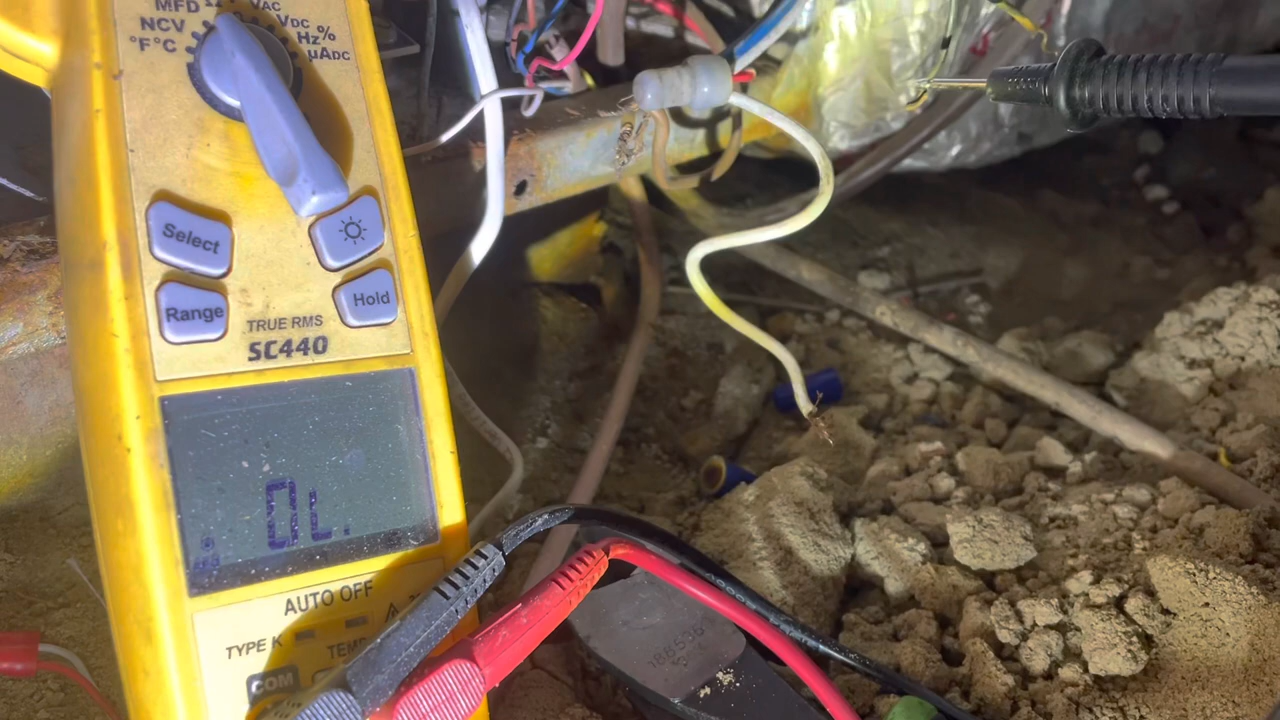 MFD
VAC
NCV
VDC
°F°C
Hz%
µADC
Select
Range
Hold
TRUE RMS
SC440
OL
AUTO OFF
TYPE K
COM